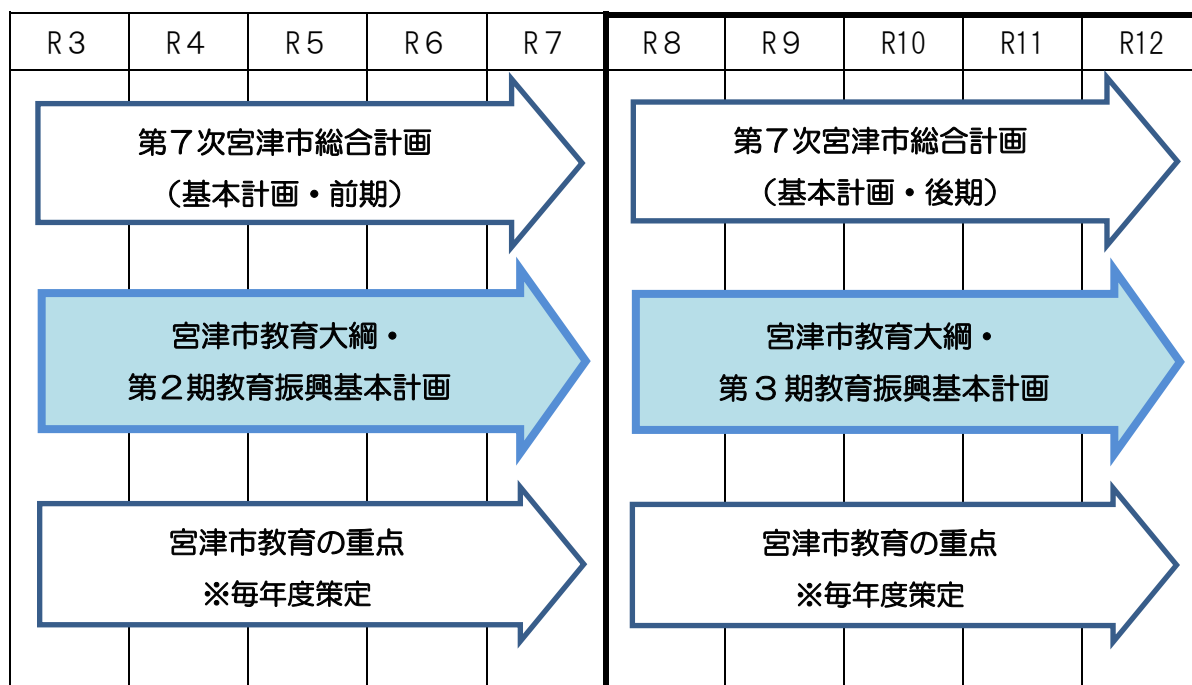 R3 R4 R5 R6 R7 R8 R9 R10 R11 R12
第7次宮津市総合計画
（基本計画・前期）
第7次宮津市総合計画
（基本計画・後期）
宮津市教育大綱・
第2期教育振興基本計画
宮津市教育大綱・
第3期教育振興基本計画
宮津市教育の重点
※毎年度策定
宮津市教育の重点
※毎年度策定